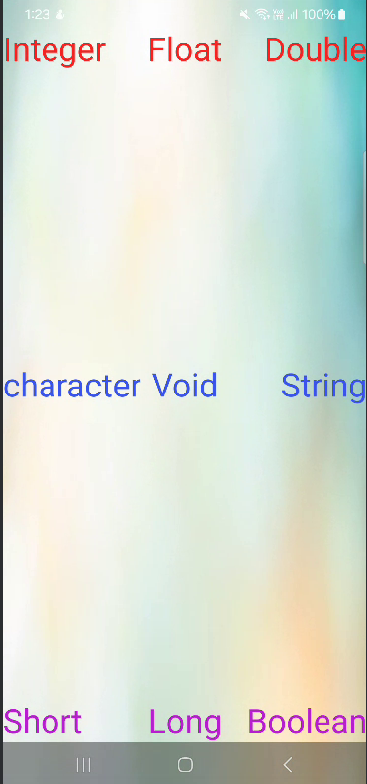 1:23 100%
Integer Float Double
character Void String
Short Long Boolean